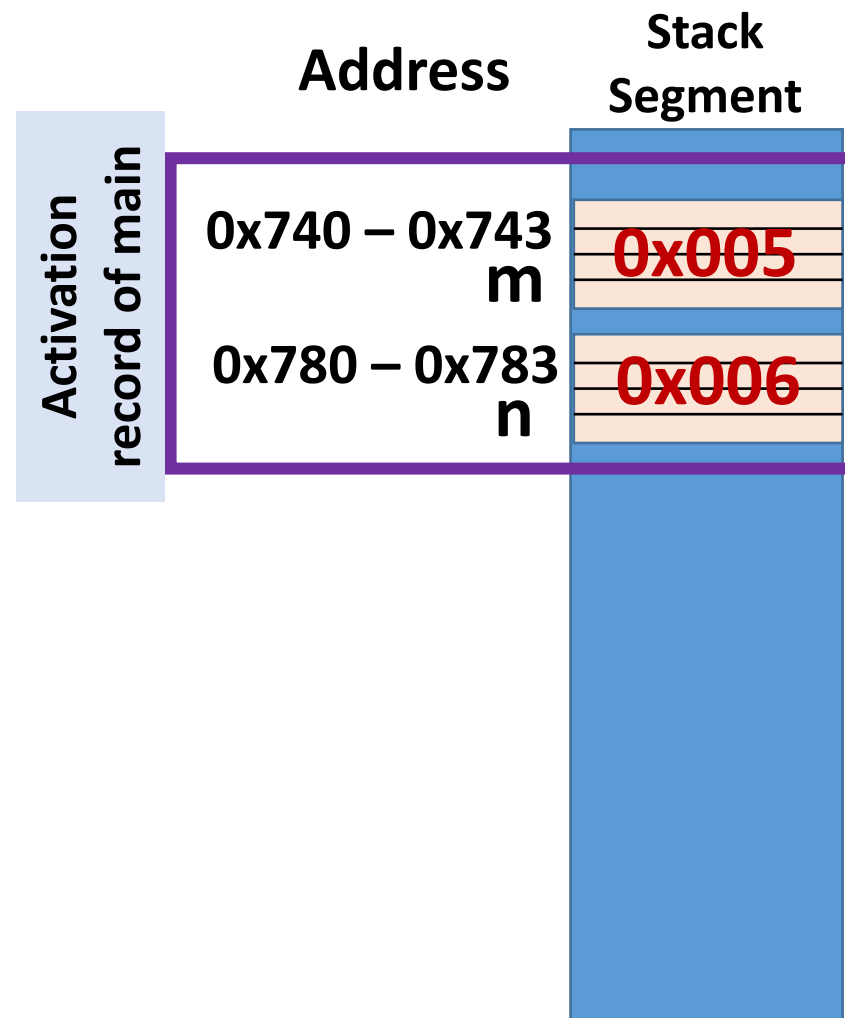 Stack
Segment
Address
Activation
record of main
0x740 – 0x743
m
0x005
0x780 – 0x783
n
0x006